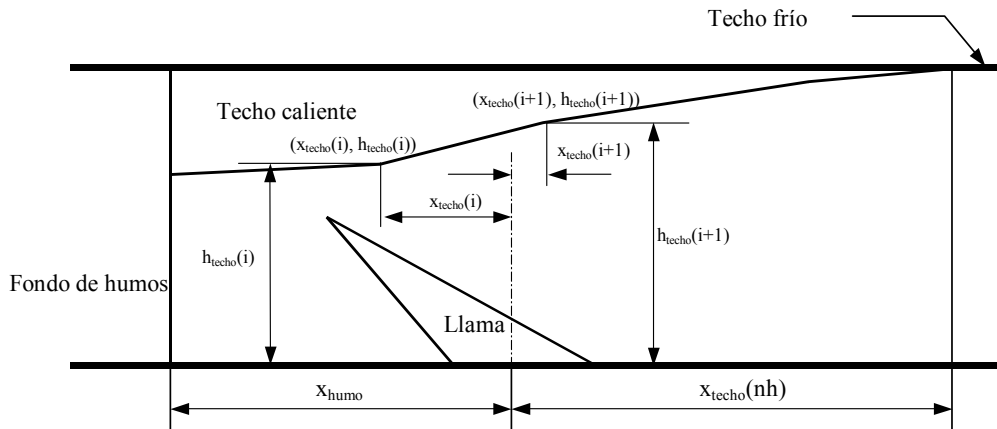 Techo frío
Techo caliente
(x_techo(i+1), h_techo(i+1))
(x_techo(i), h_techo(i))
x_techo(i+1)
x_techo(i)
h_techo(i+1)
h_techo(i)
Fondo de humos
Llama
x_humo
x_techo(nh)